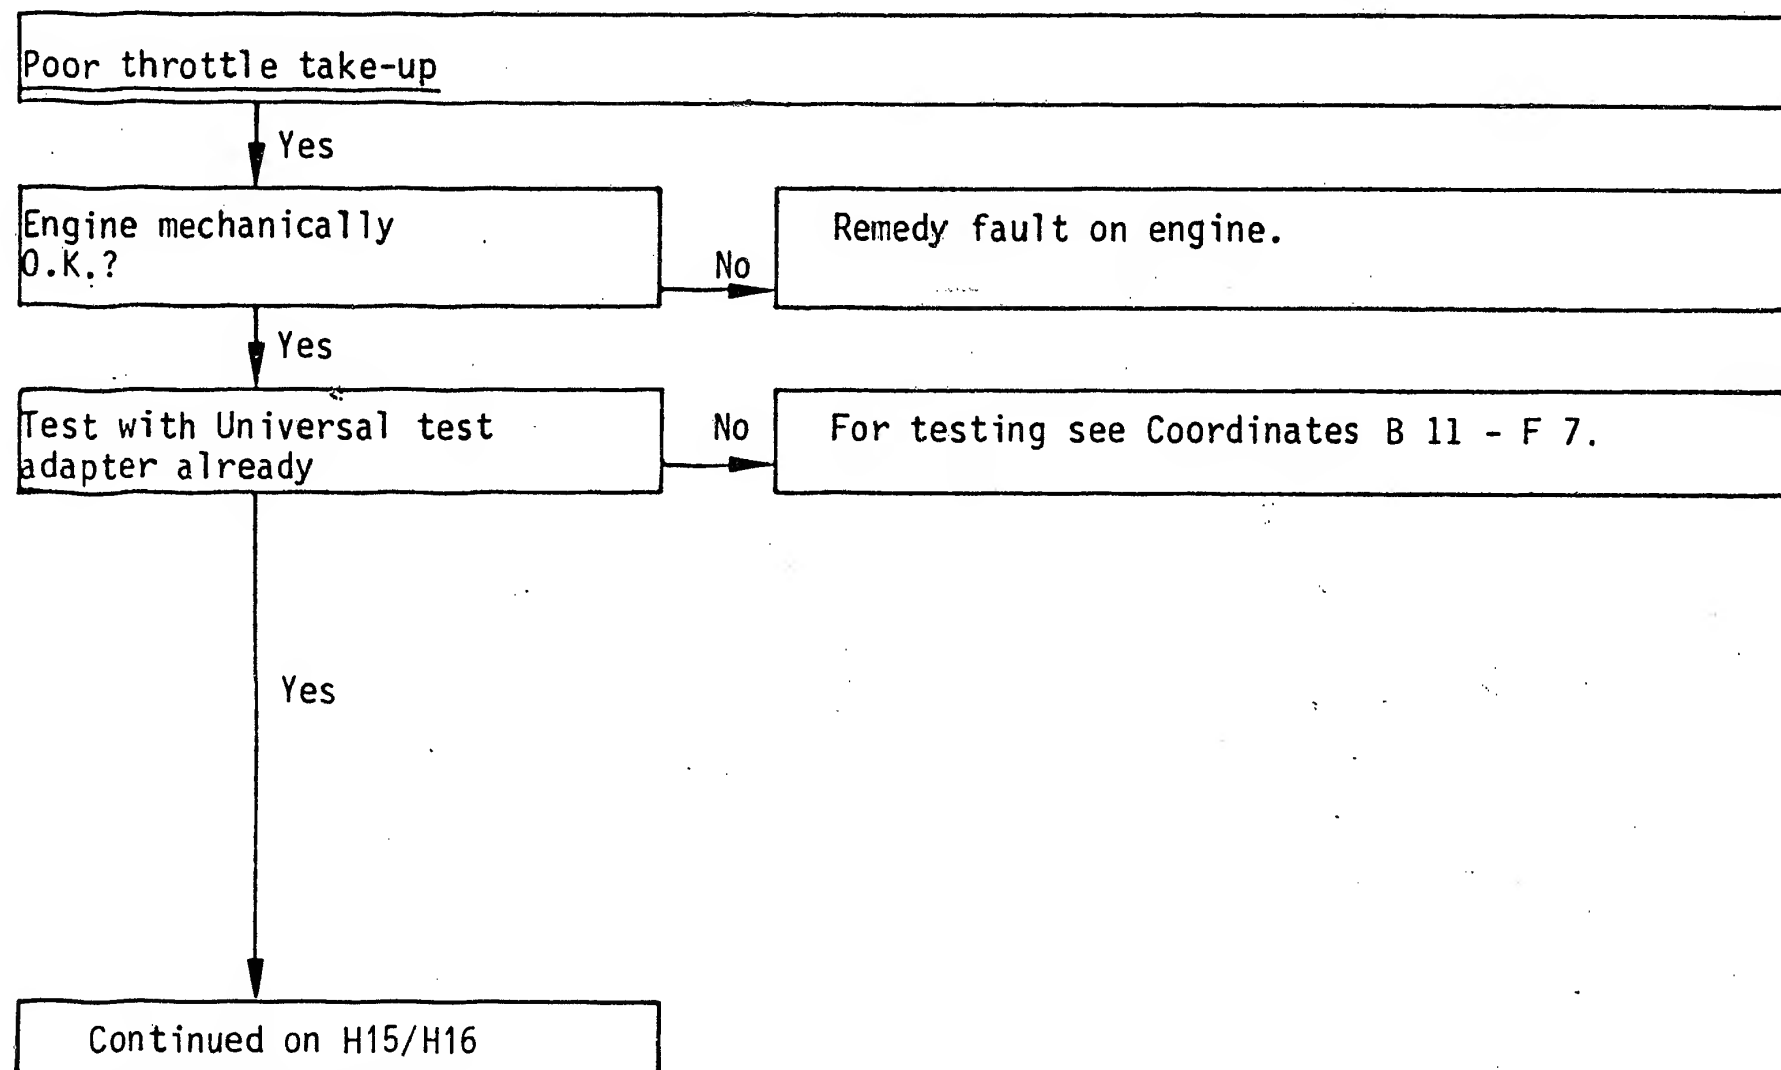 Poor throttle take-up
Yes
Engine mechanically
O.K.?
No
Remedy fault on engine.
Yes
Test with Universal test
adapter already
No
For testing see Coordinates B 11 - F 7.
Yes
Continued on H15/H16